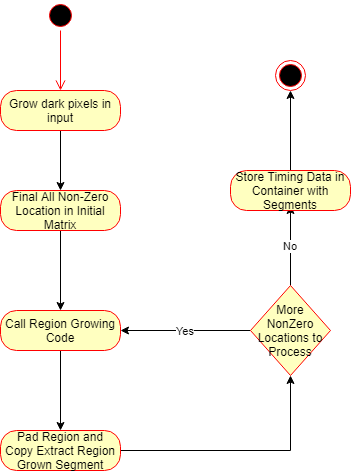 Grow dark pixels in
input
Final All Non-Zero
Location in Initial
Matrix
Call Region Growing
Code
Pad Region and
Copy Extract Region
Grown Segment
More
NonZero
Locations to
Process
Yes
No
Store Timing Data in
Container with
Segments